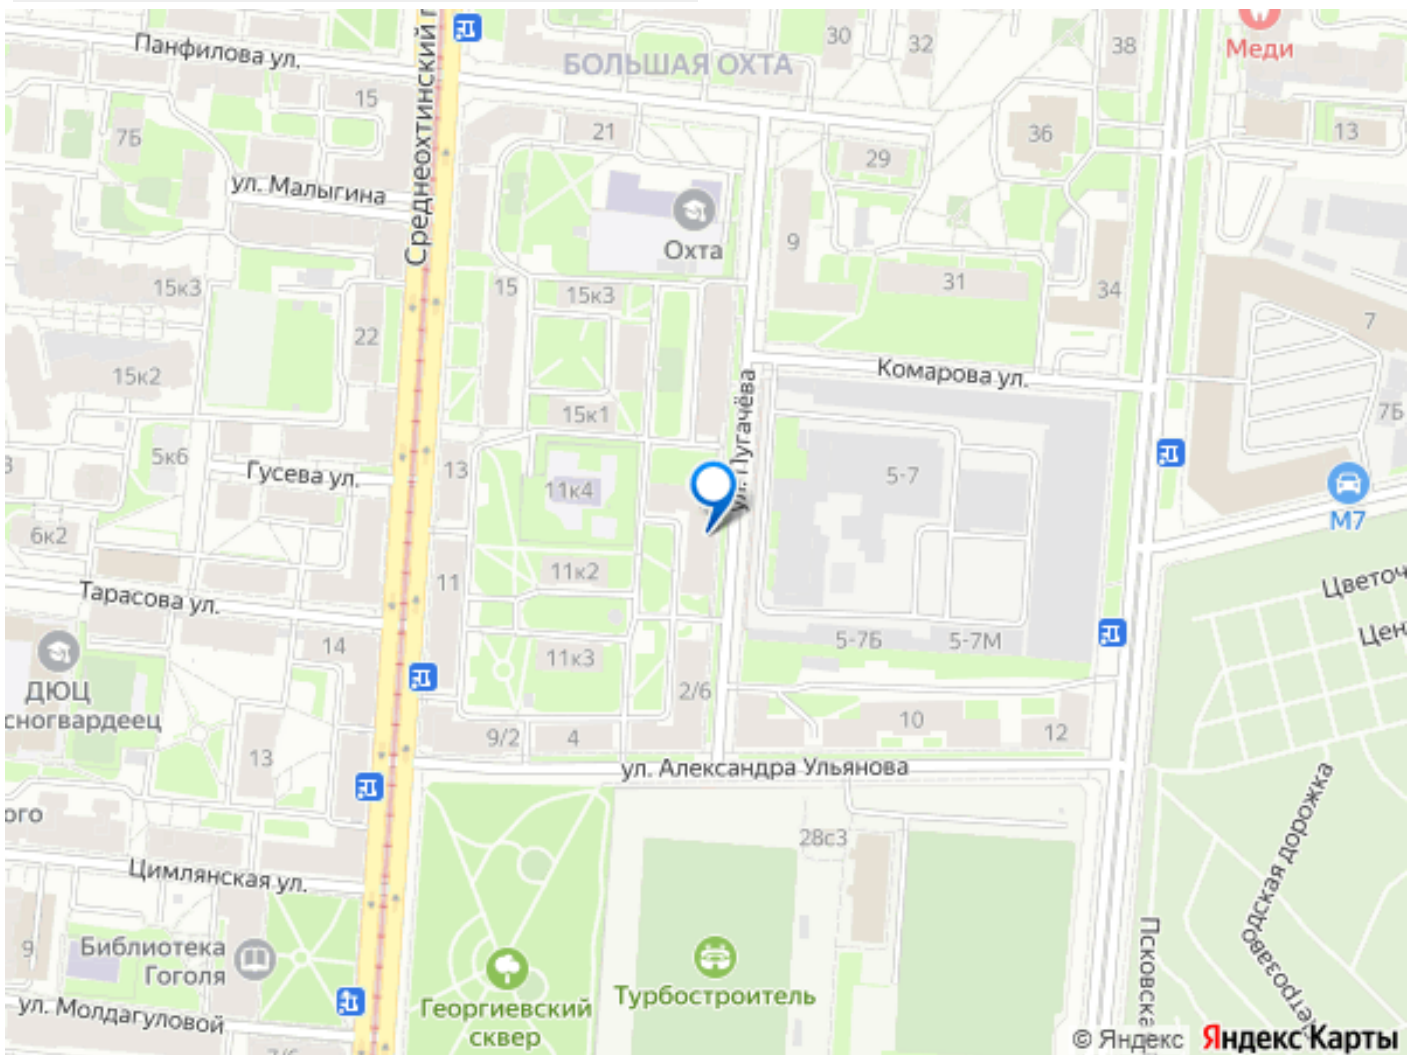 30
32
38
Меди
Панфилова ул.
БОЛЬШАЯ ОХТА
Среднеохтинский
15
7Б
21
36
13
29
ул. Малыгина
Охта
9
15к3
15
15к3
31
34
22
7
15к2
Комарова ул.
15к1
7Б
ул. Пугачёва
5к6
Гусева ул.
13
11к4
5-7
М7
6к2
11к2
11
Тарасова ул.
14
11к3
5-7Б
5-7М
ДЮЦ
сногвардеец
2/6
10
12
13
9/2
4
ул. Александра Ульянова
ого
28с3
Цимлянская ул.
9
Библиотека
Гоголя
ул. Молдагуловой
Георгиевский
сквер
Турбостроитель
Псковска
© Яндекс Яндекс Карты